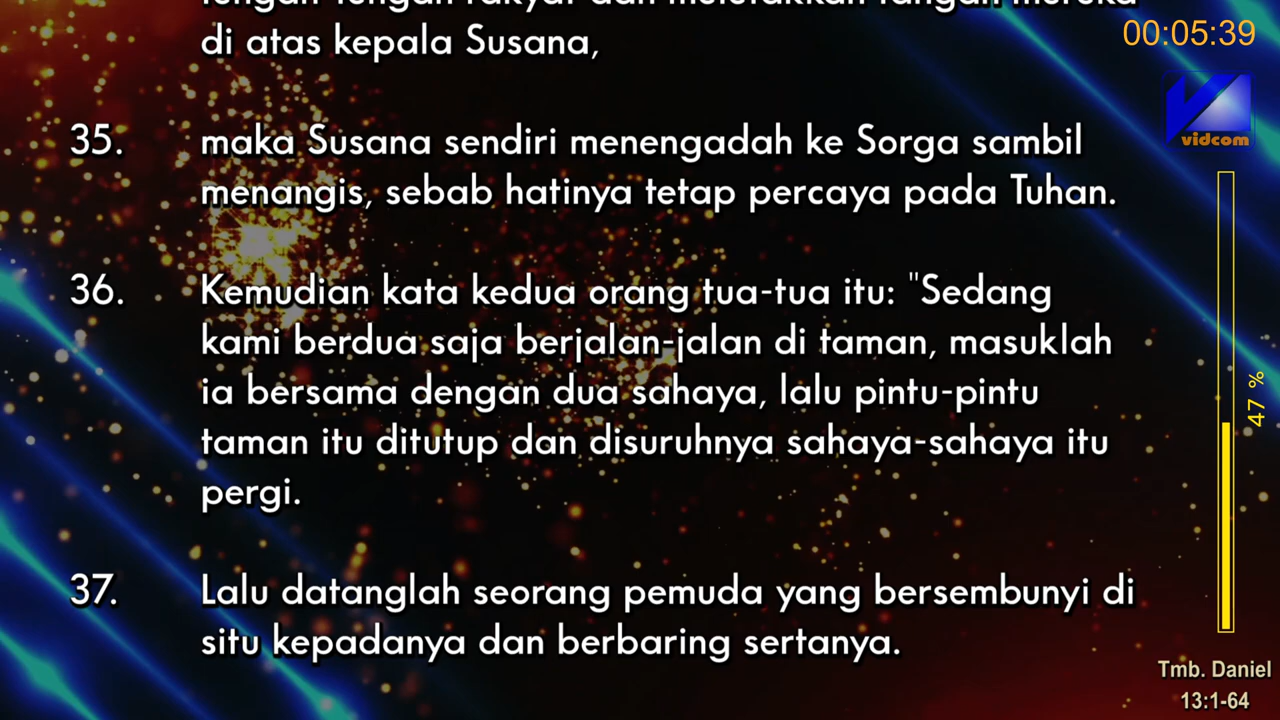 di atas kepala Susana,
00:05:39
vidcom
35. maka Susana sendiri menengadah ke Sorga sambil
menangis, sebab hatinya tetap percaya pada Tuhan.
36. Kemudian kata kedua orang tua-tua itu: "Sedang
kami berdua saja berjalan-jalan di taman, masuklah
ia bersama dengan dua sahaya, lalu pintu-pintu
taman itu ditutup dan disuruhnya sahaya-sahaya itu
pergi.
37. Lalu datanglah seorang pemuda yang bersembunyi di
situ kepadanya dan berbaring sertanya.
47 %
Tmb. Daniel
13:1-64